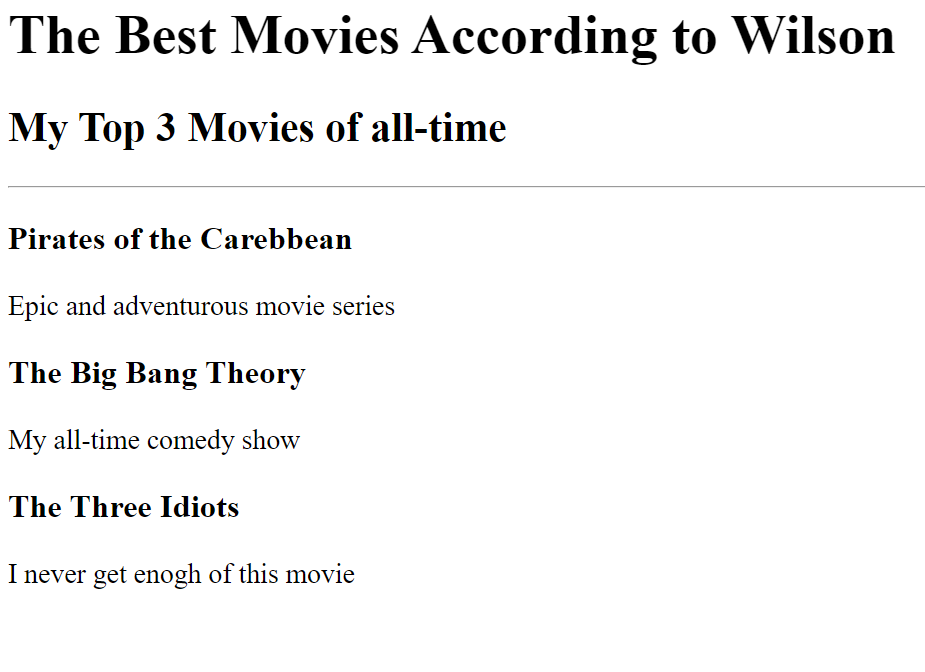 The Best Movies According to Wilson
My Top 3 Movies of all-time
Pirates of the Carebbean
Epic and adventurous movie series
The Big Bang Theory
My all-time comedy show
The Three Idiots
I never get enogh of this movie